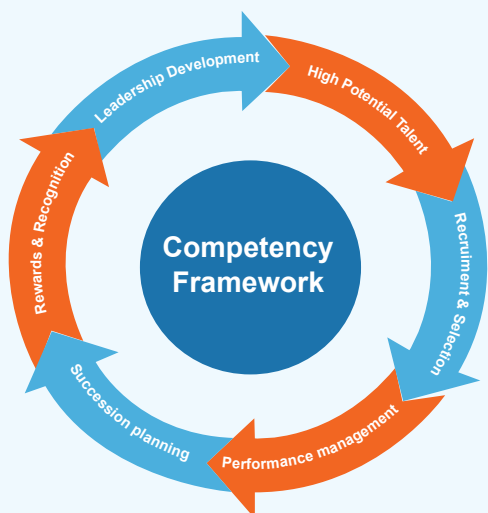 Leadership Development
High Potential Talent
Recruiment & Selection
Performance management
Succession planning
Rewards & Recognition
Competency
Framework